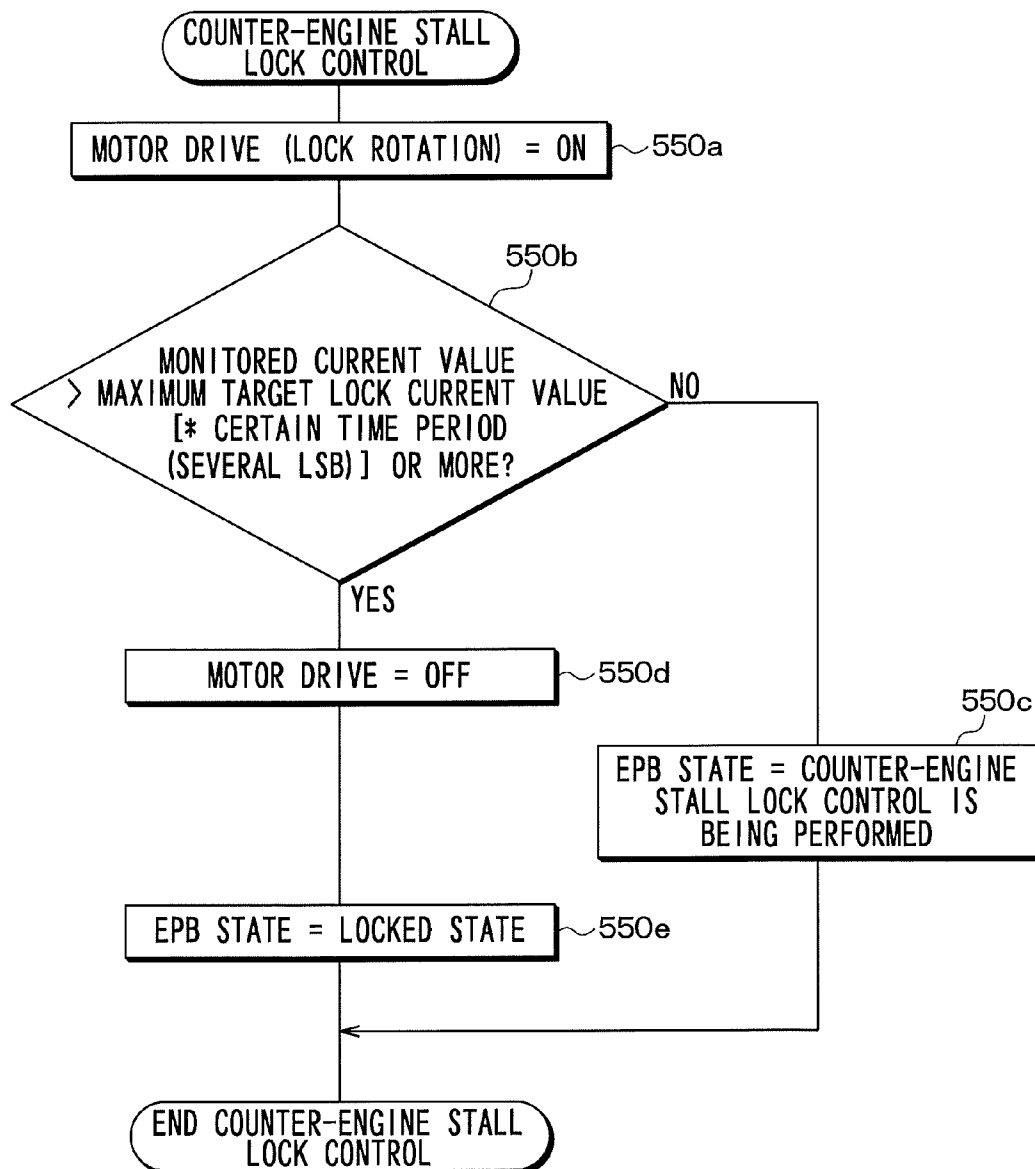 COUNTER-ENGINE STALL
LOCK CONTROL
MOTOR DRIVE (LOCK ROTATION) = ON
550a
550b
MONITORED CURRENT VALUE
> MAXIMUM TARGET LOCK CURRENT VALUE
[* CERTAIN TIME PERIOD
(SEVERAL LSB)] OR MORE?
NO
YES
MOTOR DRIVE = OFF
550d
550c
EPB STATE = COUNTER-ENGINE
STALL LOCK CONTROL IS
BEING PERFORMED
EPB STATE = LOCKED STATE
550e
END COUNTER-ENGINE STALL
LOCK CONTROL